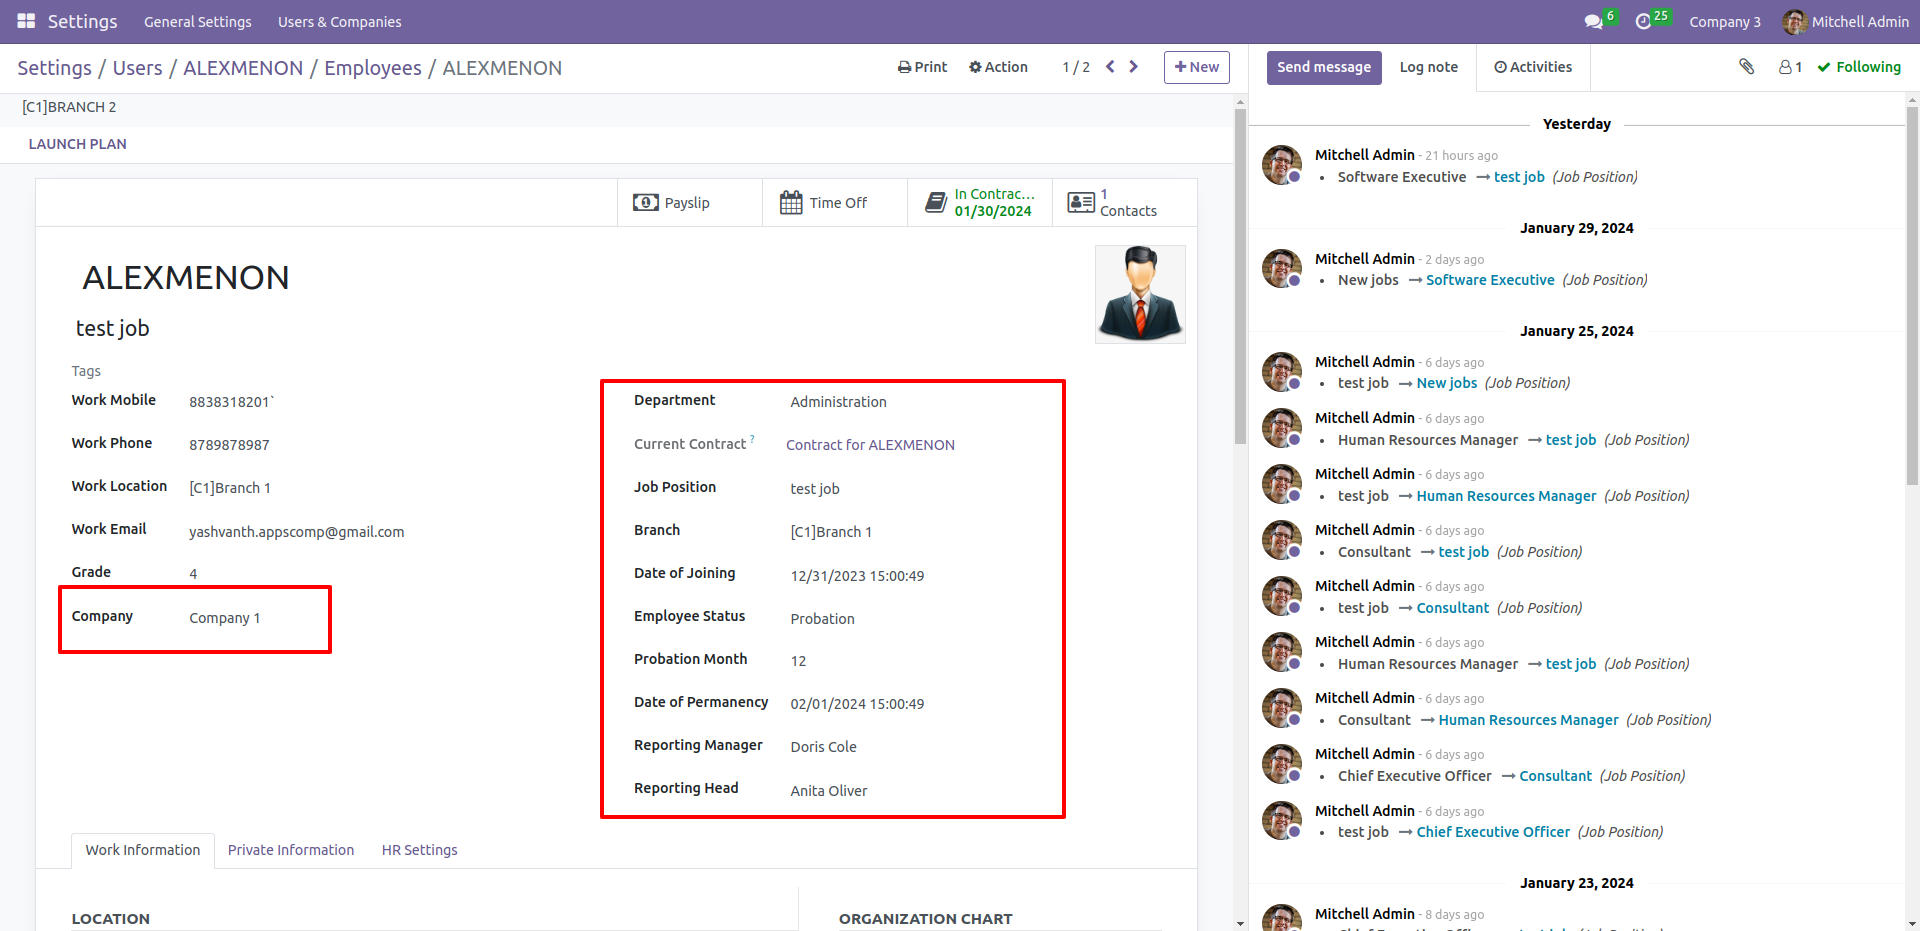 Settings General Settings Users & Companies 6 25 Company 3 Mitchell Admin
Settings / Users / ALEXMENON / Employees / ALEXMENON Print Action 1 / 2 New
Send message Log note Activities 1 Following
[C1]BRANCH 2
LAUNCH PLAN
Payslip
Time Off
In Contrac...
01/30/2024
1
Contacts
ALEXMENON
test job
Tags
Work Mobile 8838318201`
Work Phone 8789878987
Work Location [C1]Branch 1
Work Email yashvanth.appscomp@gmail.com
Grade 4
Company Company 1
Department Administration
Current Contract ? Contract for ALEXMENON
Job Position test job
Branch [C1]Branch 1
Date of Joining 12/31/2023 15:00:49
Employee Status Probation
Probation Month 12
Date of Permanency 02/01/2024 15:00:49
Reporting Manager Doris Cole
Reporting Head Anita Oliver
Work Information Private Information HR Settings
LOCATION
ORGANIZATION CHART
Yesterday
Mitchell Admin - 21 hours ago
• Software Executive → test job (Job Position)
January 29, 2024
Mitchell Admin - 2 days ago
• New jobs → Software Executive (Job Position)
January 25, 2024
Mitchell Admin - 6 days ago
• test job → New jobs (Job Position)
Mitchell Admin - 6 days ago
• Human Resources Manager → test job (Job Position)
Mitchell Admin - 6 days ago
• test job → Human Resources Manager (Job Position)
Mitchell Admin - 6 days ago
• Consultant → test job (Job Position)
Mitchell Admin - 6 days ago
• test job → Consultant (Job Position)
Mitchell Admin - 6 days ago
• Human Resources Manager → test job (Job Position)
Mitchell Admin - 6 days ago
• Consultant → Human Resources Manager (Job Position)
Mitchell Admin - 6 days ago
• Chief Executive Officer → Consultant (Job Position)
Mitchell Admin - 6 days ago
• test job → Chief Executive Officer (Job Position)
January 23, 2024
Mitchell Admin - 8 days ago